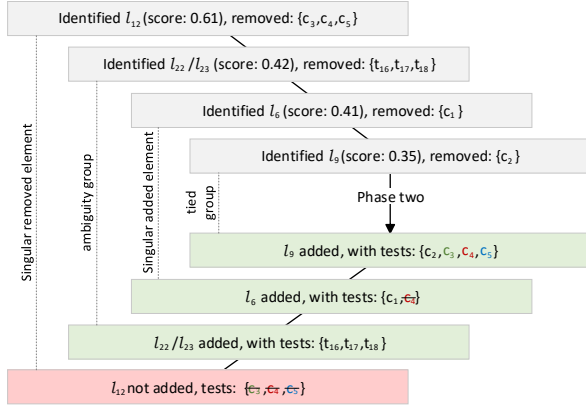 Identified l₁₂ (score: 0.61), removed: {c₃,c₄,c₅}
Identified l₂₂/l₂₃ (score: 0.42), removed: {t₁₆,t₁₇,t₁₈}
Identified l₆ (score: 0.41), removed: {c₁}
Identified l₉ (score: 0.35), removed: {c₂}
Singular removed element
ambiguity group
Singular added element
tied
group
Phase two
l₉ added, with tests: {c₂,c₃,c₄,c₅}
l₆ added, with tests: {c₁,c₄}
l₂₂/l₂₃ added, with tests: {t₁₆,t₁₇,t₁₈}
l₁₂ not added, tests: {c₃,c₄,c₅}